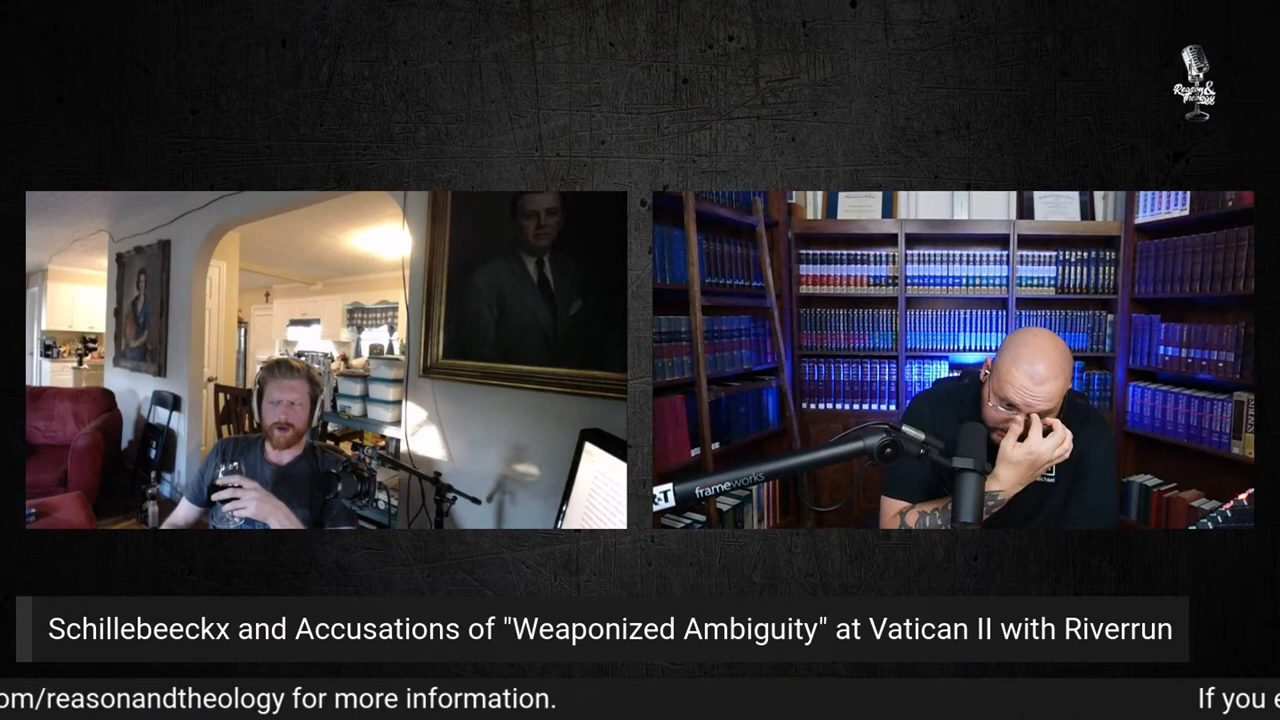 Reason &
Theology
&T
frameworks
ichael
Schillebeeckx and Accusations of "Weaponized Ambiguity" at Vatican II with Riverrun
om/reasonandtheology for more information.
If you e